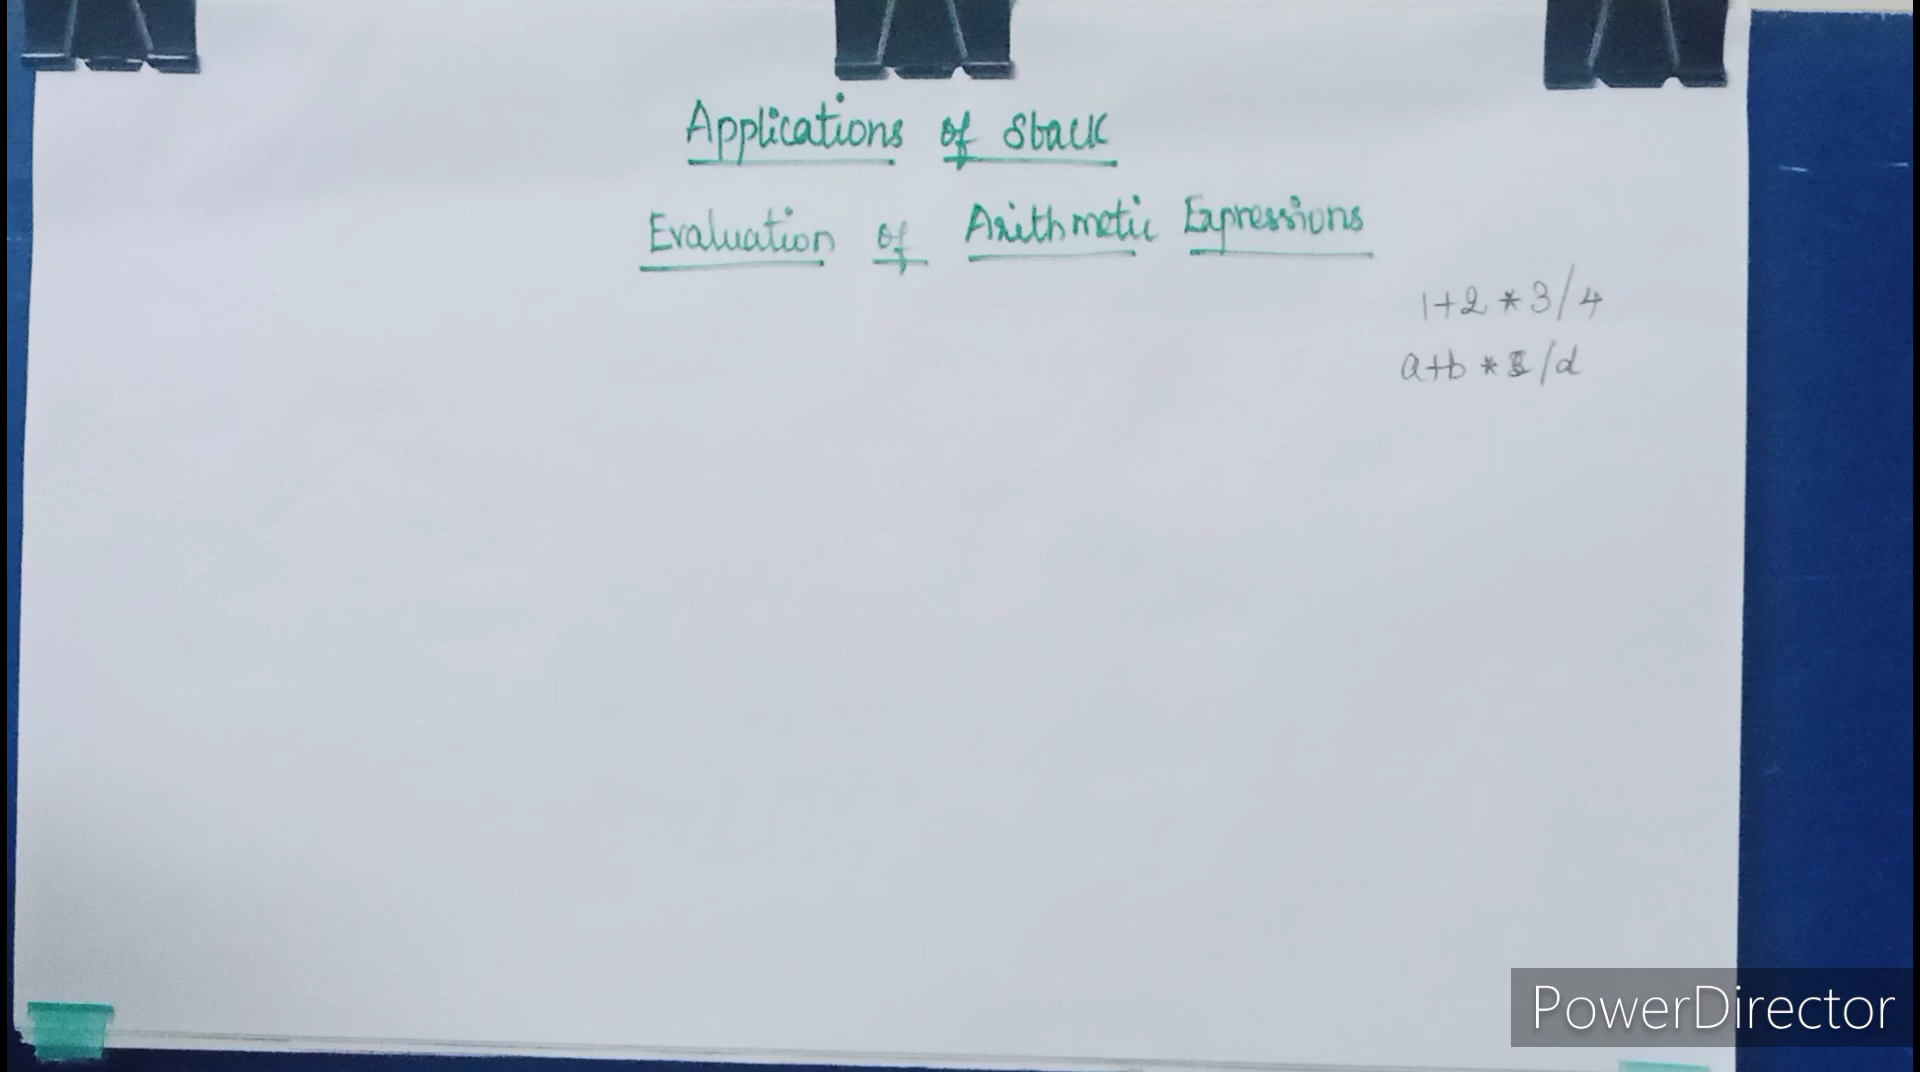 Applications of Stack
Evaluation of Arithmetic Expressions
1+2 * 3/4
a+b * /d
PowerDirector